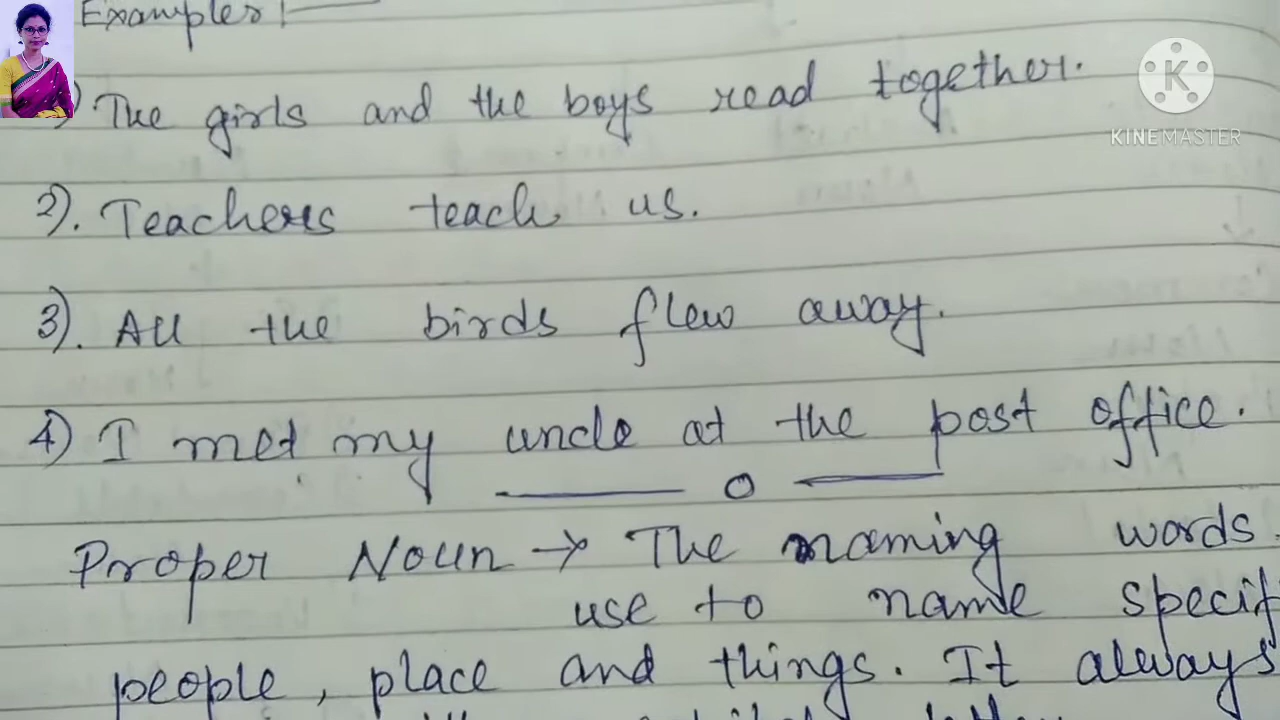 Examples :-
1) The girls and the boys read together.
2). Teachers teach us.
3). All the birds flew away.
4) I met my uncle at the post office.
Proper Noun → The naming words
use to name specif
people, place and things. It always
KINEMASTER